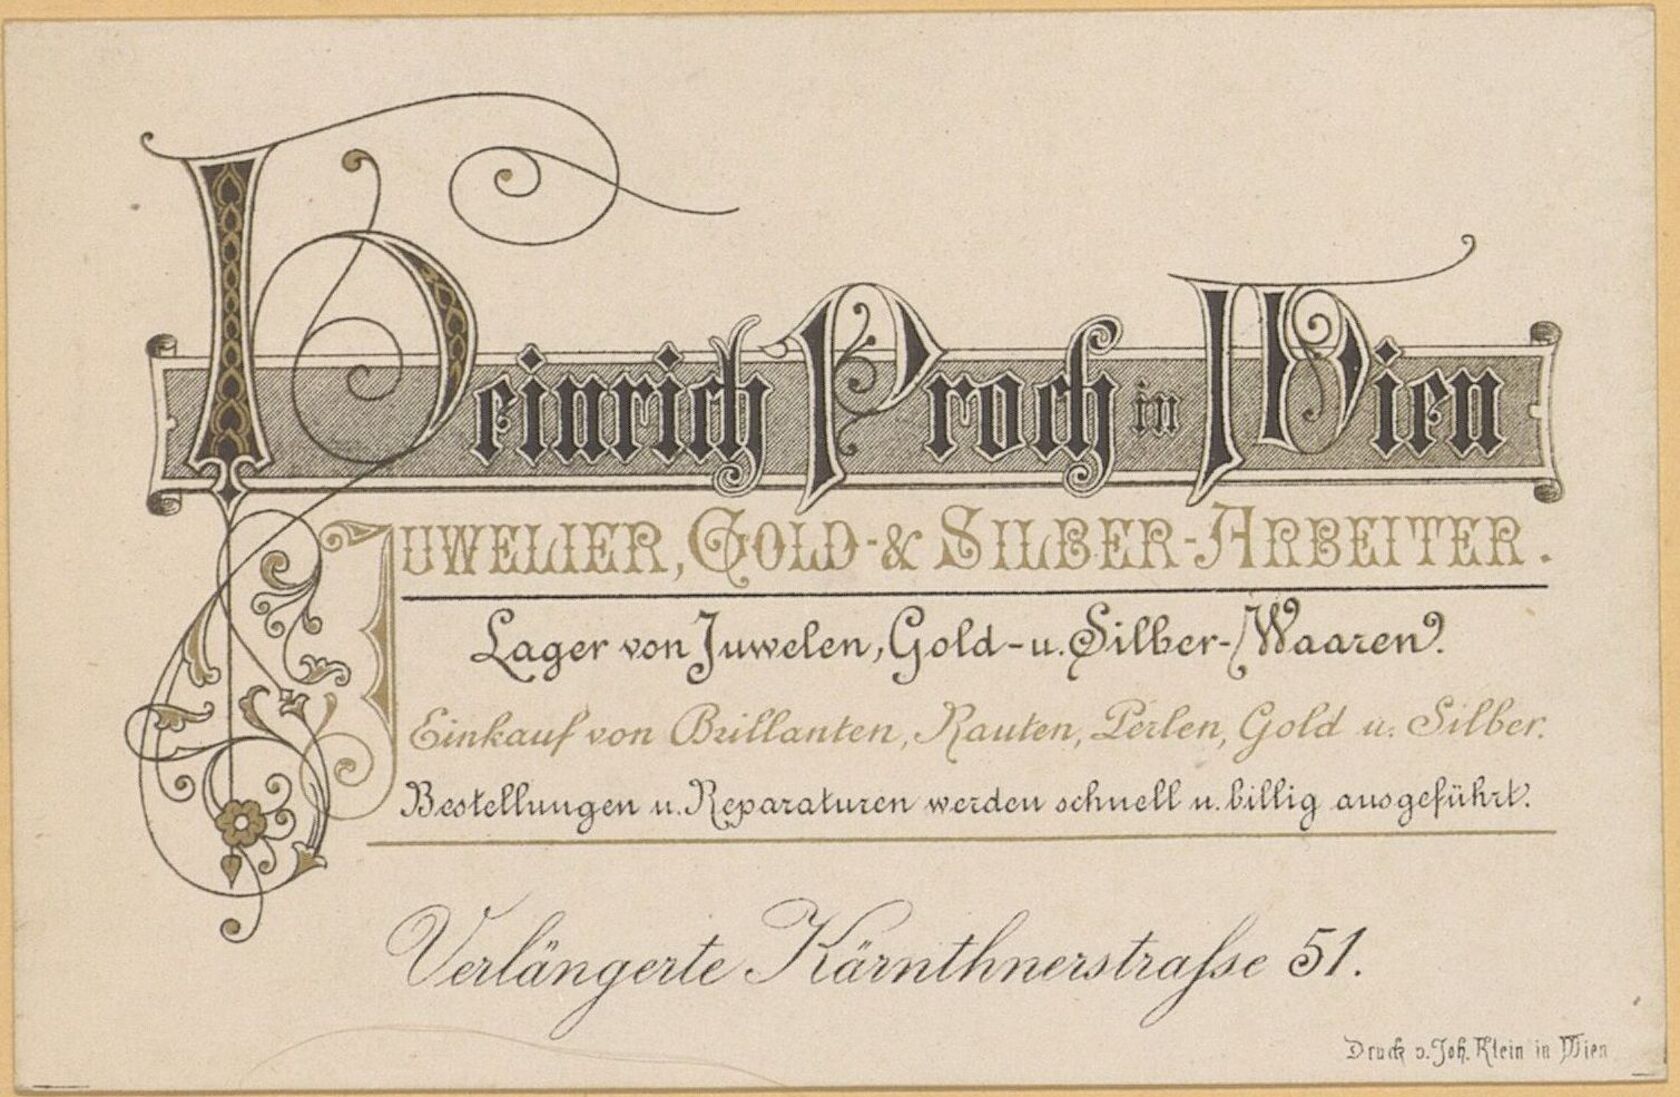 Heinrich Proch in Wien
JUWELIER, GOLD- & SILBER-ARBEITER.
Lager von Juwelen, Gold- u. Silber-Waaren.
Einkauf von Brillanten, Rauten, Perlen, Gold u. Silber.
Bestellungen u. Reparaturen werden schnell u. billig ausgeführt.
Verlängerte Kärnthnerstraſse 51.
Druck v. Joh. Klein in Wien